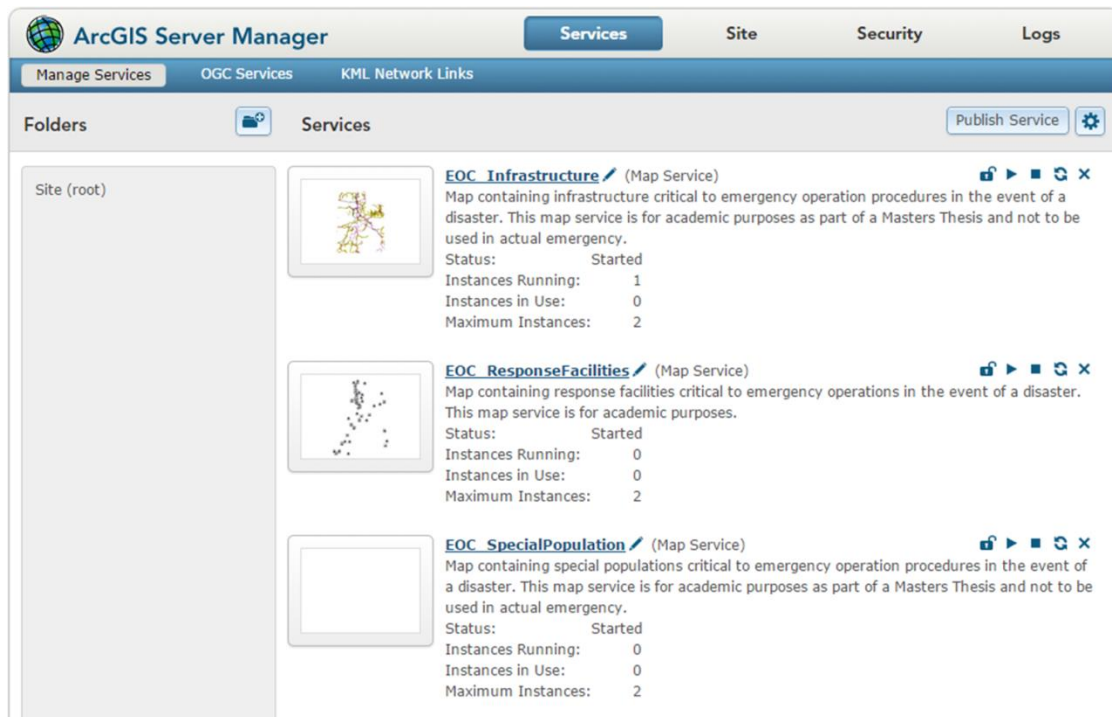 ArcGIS Server Manager
Services Site Security Logs
Manage Services OGC Services KML Network Links
Folders
Services
Publish Service
Site (root)
EOC_Infrastructure (Map Service)
Map containing infrastructure critical to emergency operation procedures in the event of a
disaster. This map service is for academic purposes as part of a Masters Thesis and not to be
used in actual emergency.
Status: Started
Instances Running: 1
Instances in Use: 0
Maximum Instances: 2
EOC_ResponseFacilities (Map Service)
Map containing response facilities critical to emergency operations in the event of a disaster.
This map service is for academic purposes.
Status: Started
Instances Running: 0
Instances in Use: 0
Maximum Instances: 2
EOC_SpecialPopulation (Map Service)
Map containing special populations critical to emergency operation procedures in the event of
a disaster. This map service is for academic purposes as part of a Masters Thesis and not to be
used in actual emergency.
Status: Started
Instances Running: 0
Instances in Use: 0
Maximum Instances: 2